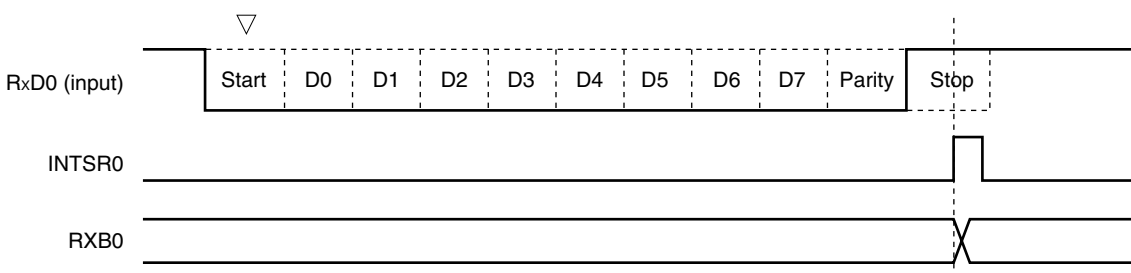 RxD0 (input) Start D0 D1 D2 D3 D4 D5 D6 D7 Parity Stop
INTSR0
RXB0